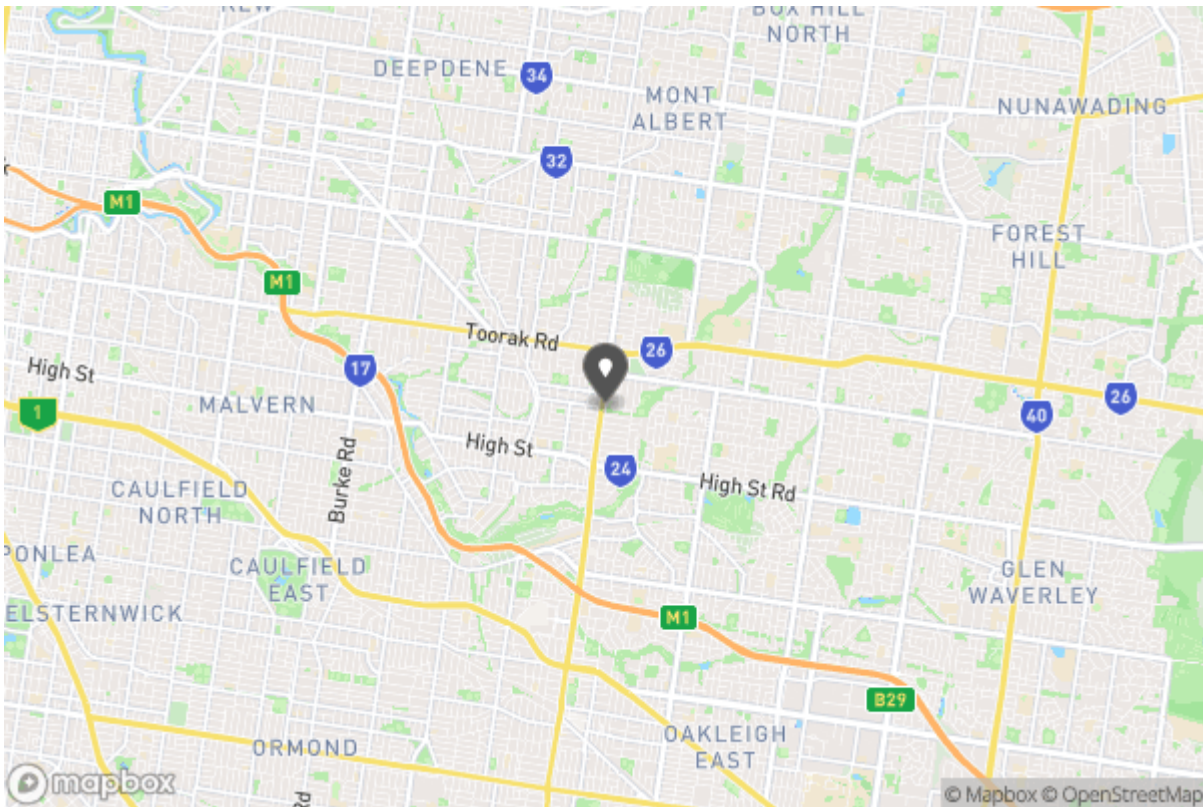 KEW
BOX HILL
NORTH
DEEPDENE
34
MONT
ALBERT
NUNAWADING
32
M1
FOREST
HILL
M1
Toorak Rd
26
17
High St
MALVERN
1
26
40
High St
24
High St Rd
Burke Rd
CAULFIELD
NORTH
PONLEA
CAULFIELD
EAST
GLEN
WAVERLEY
ELSTERNWICK
M1
B29
OAKLEIGH
EAST
ORMOND
Rd
mapbox
© Mapbox © OpenStreetMap